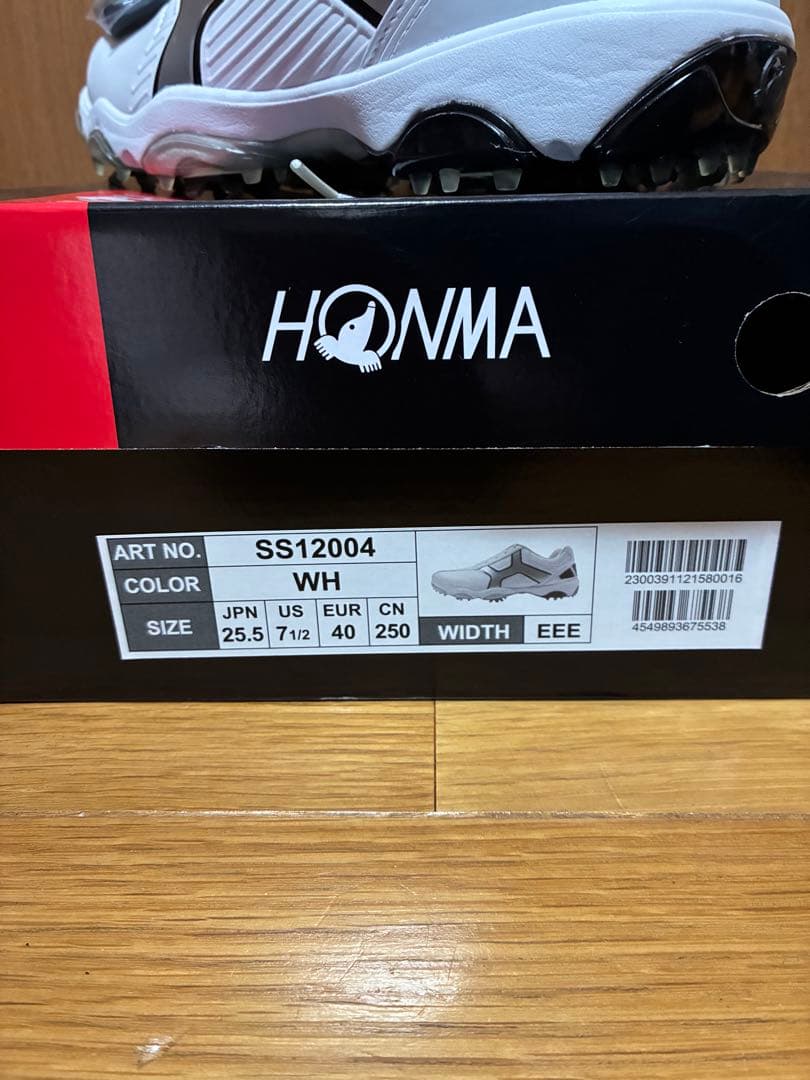 HONMA
ART NO. SS12004
COLOR WH
SIZE
JPN US EUR CN
25.5 7 1/2 40 250
WIDTH EEE
2300391121580016
4549893675538